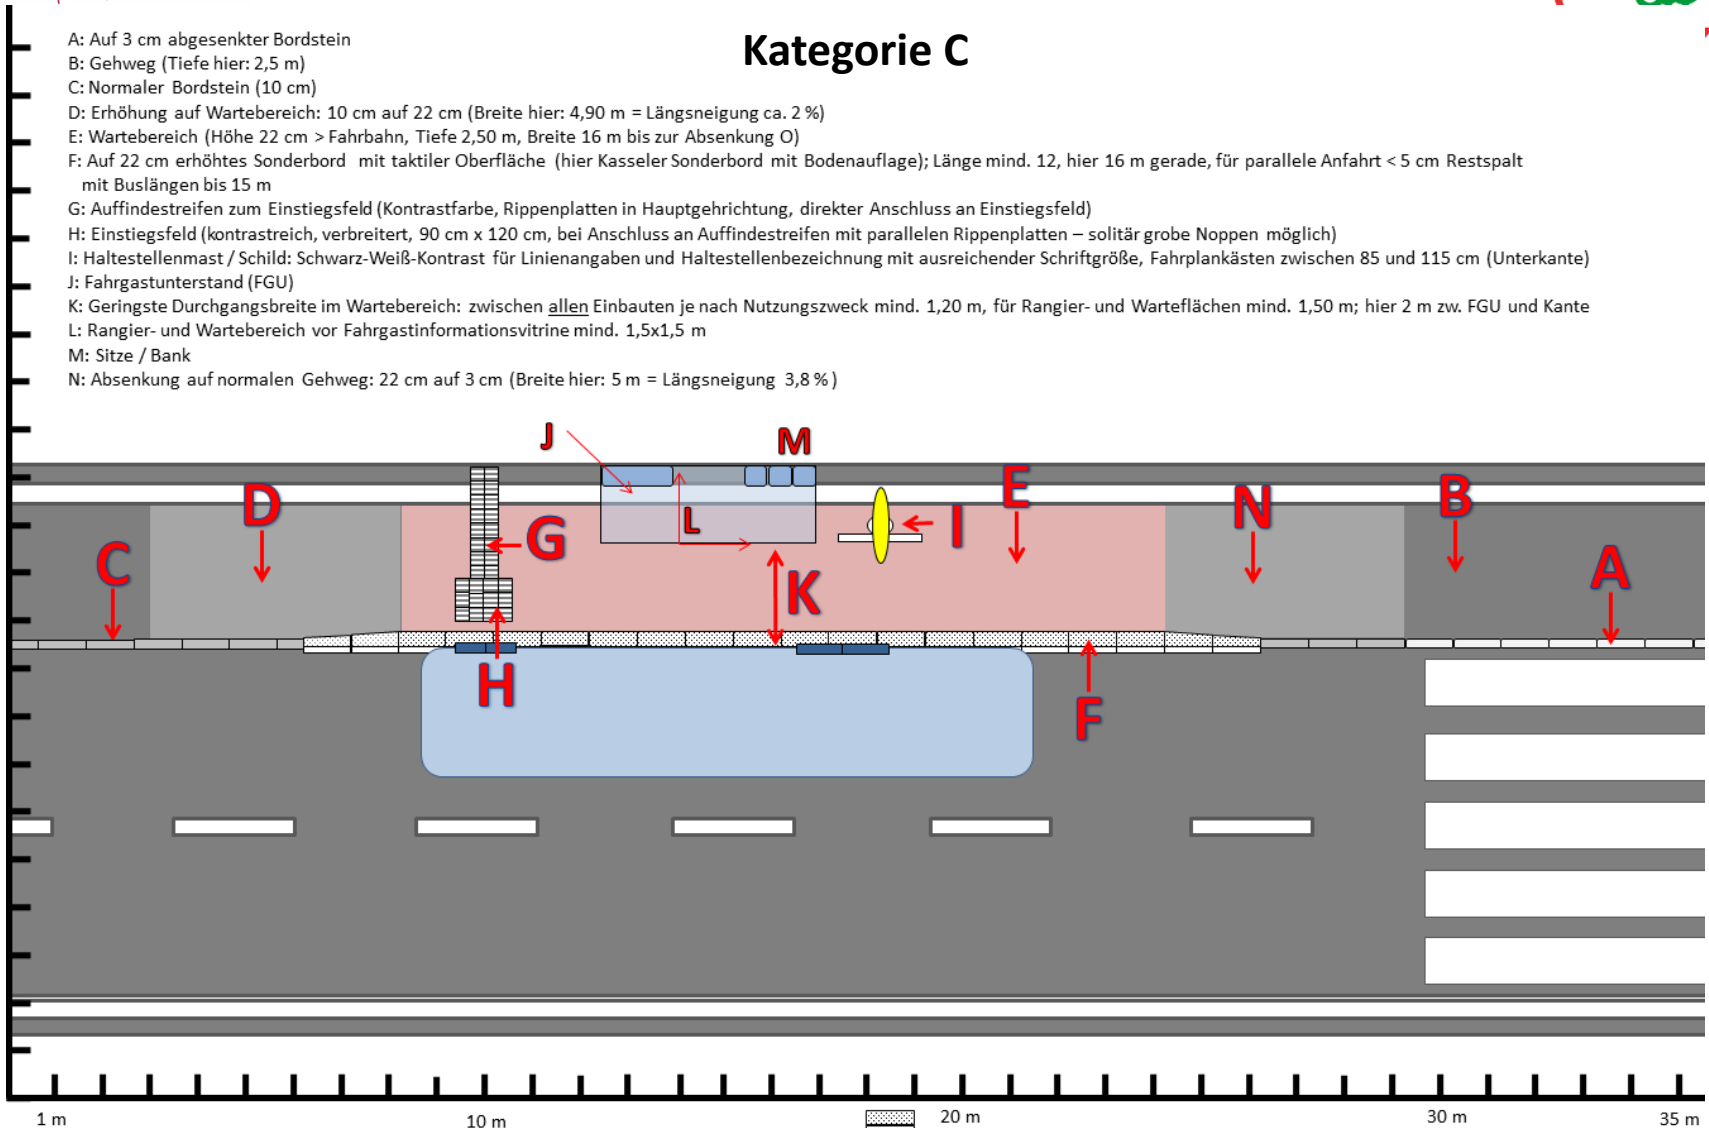 Kategorie C
A: Auf 3 cm abgesenkter Bordstein
B: Gehweg (Tiefe hier: 2,5 m)
C: Normaler Bordstein (10 cm)
D: Erhöhung auf Wartebereich: 10 cm auf 22 cm (Breite hier: 4,90 m = Längsneigung ca. 2 %)
E: Wartebereich (Höhe 22 cm > Fahrbahn, Tiefe 2,50 m, Breite 16 m bis zur Absenkung O)
F: Auf 22 cm erhöhtes Sonderbord mit taktiler Oberfläche (hier Kasseler Sonderbord mit Bodenauflage); Länge mind. 12, hier 16 m gerade, für parallele Anfahrt < 5 cm Restspalt
mit Buslängen bis 15 m
G: Auffindestreifen zum Einstiegsfeld (Kontrastfarbe, Rippenplatten in Hauptgehrichtung, direkter Anschluss an Einstiegsfeld)
H: Einstiegsfeld (kontrastreich, verbreitert, 90 cm x 120 cm, bei Anschluss an Auffindestreifen mit parallelen Rippenplatten – solitär grobe Noppen möglich)
I: Haltestellenmast / Schild: Schwarz-Weiß-Kontrast für Linienangaben und Haltestellenbezeichnung mit ausreichender Schriftgröße, Fahrplankästen zwischen 85 und 115 cm (Unterkante)
J: Fahrgastunterstand (FGU)
K: Geringste Durchgangsbreite im Wartebereich: zwischen allen Einbauten je nach Nutzungszweck mind. 1,20 m, für Rangier- und Warteflächen mind. 1,50 m; hier 2 m zw. FGU und Kante
L: Rangier- und Wartebereich vor Fahrgastinformationsvitrine mind. 1,5x1,5 m
M: Sitze / Bank
N: Absenkung auf normalen Gehweg: 22 cm auf 3 cm (Breite hier: 5 m = Längsneigung 3,8 %)
J
M
D
E
B
N
L
I
G
C
K
A
H
F
1 m
10 m
20 m
30 m
35 m